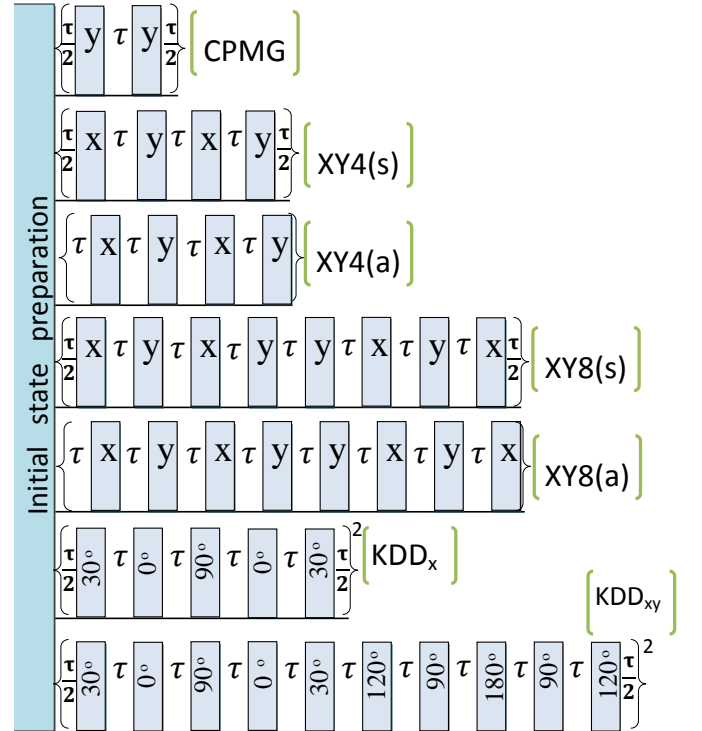 Initial state preparation
{τ/2 y τ y τ/2} [CPMG]
{τ/2 x τ y τ x τ y τ/2} [XY4(s)]
{τ x τ y τ x τ y} [XY4(a)]
{τ/2 x τ y τ x τ y τ y τ x τ y τ x τ/2} [XY8(s)]
{τ x τ y τ x τ y τ y τ x τ y τ x} [XY8(a)]
{τ/2 30° τ 0° τ 90° τ 0° τ 30° τ/2}² [KDDₓ]
[KDD_xy]
{τ/2 30° τ 0° τ 90° τ 0° τ 30° τ 120° τ 90° τ 180° τ 90° τ 120° τ/2}²